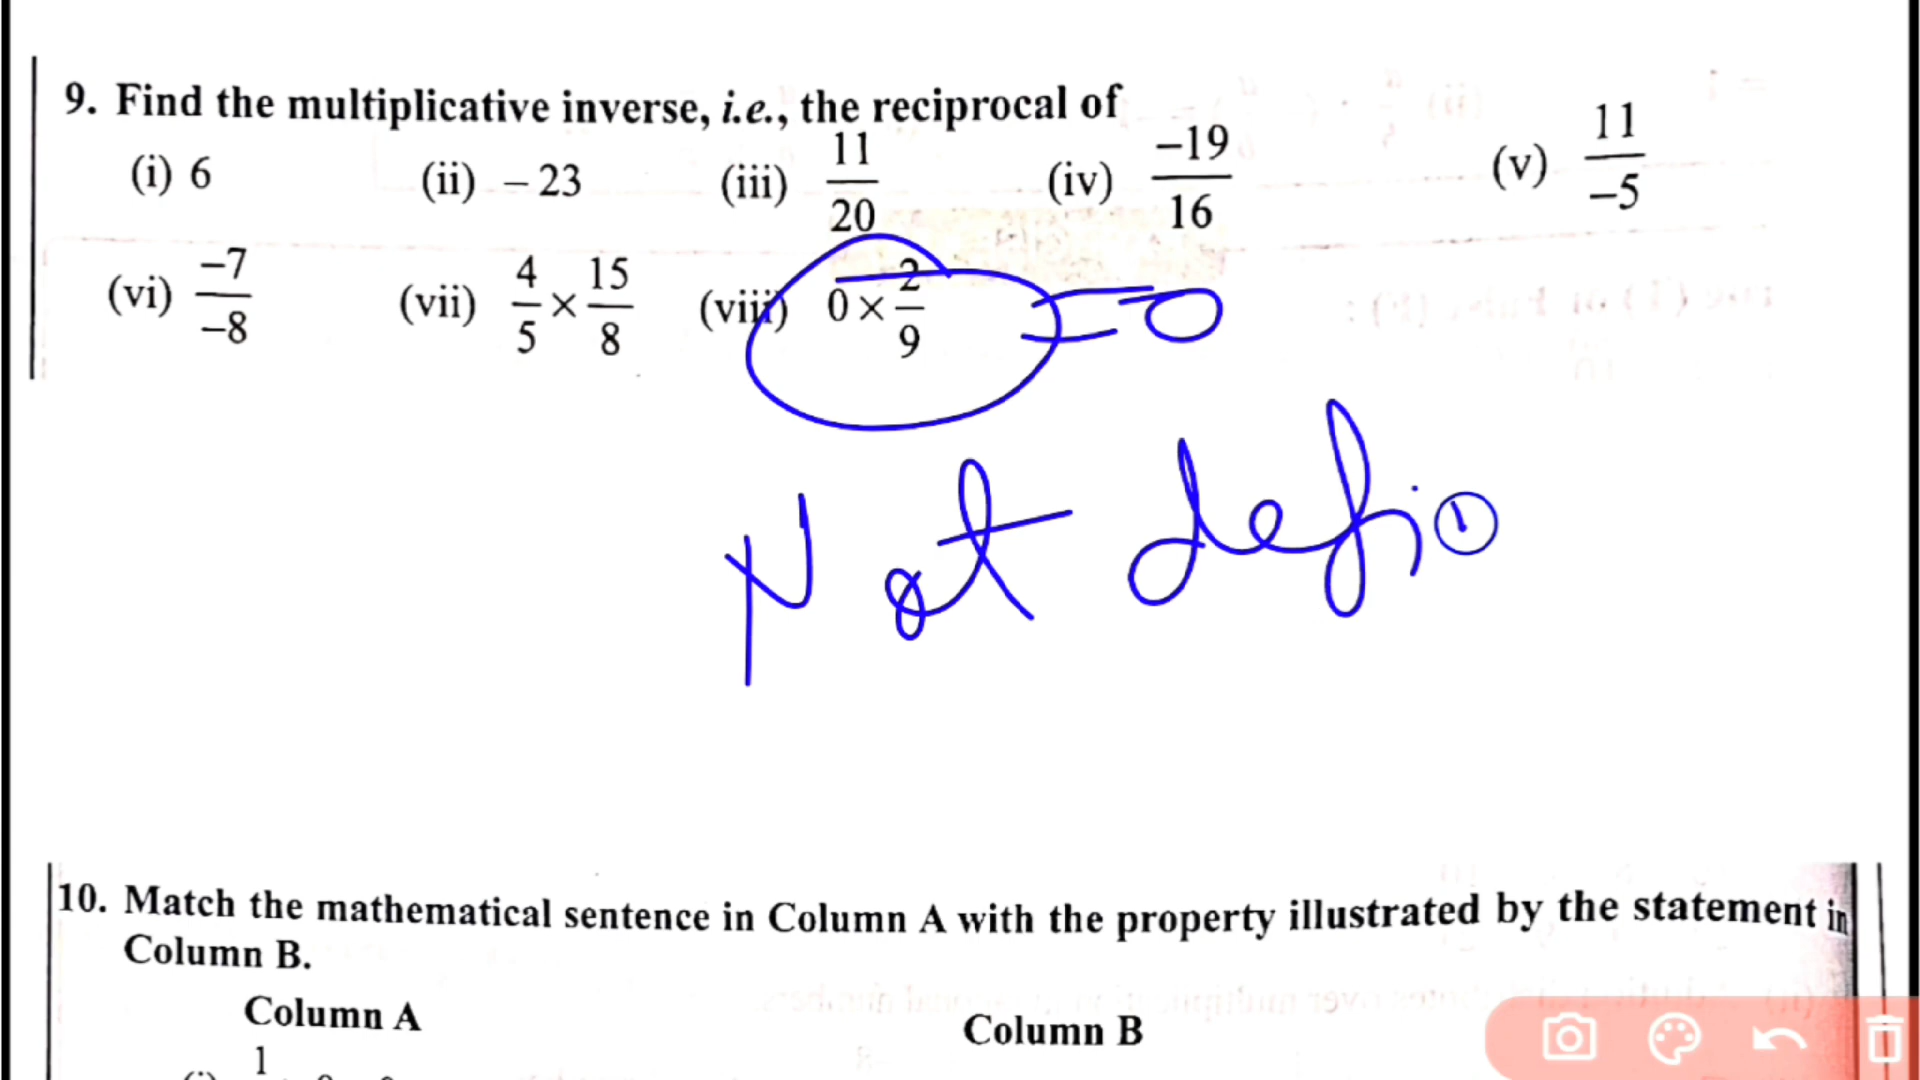 9. Find the multiplicative inverse, i.e., the reciprocal of
(i) 6 (ii) – 23 (iii) 11/20 (iv) −19/16 (v) 11/−5
(vi) −7/−8 (vii) 4/5 × 15/8 (viii) 0 × 2/9 = 0
Not defi
10. Match the mathematical sentence in Column A with the property illustrated by the statement in
Column B.
Column A Column B
1